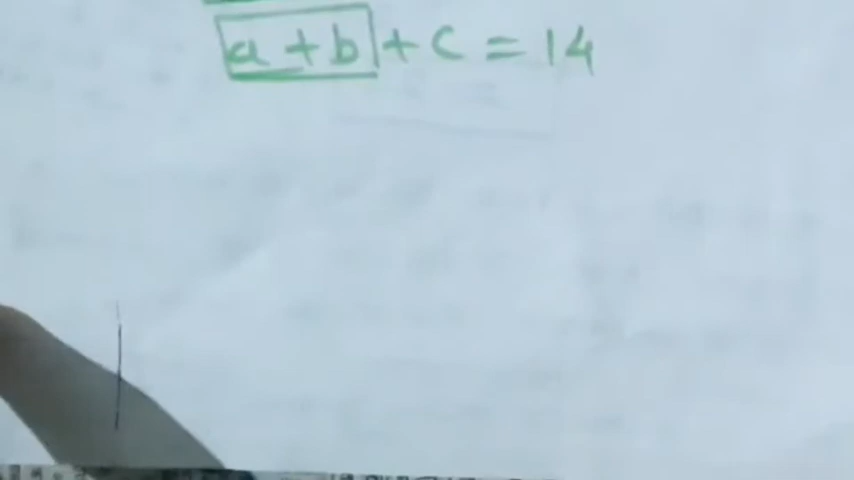 a + b + c = 14